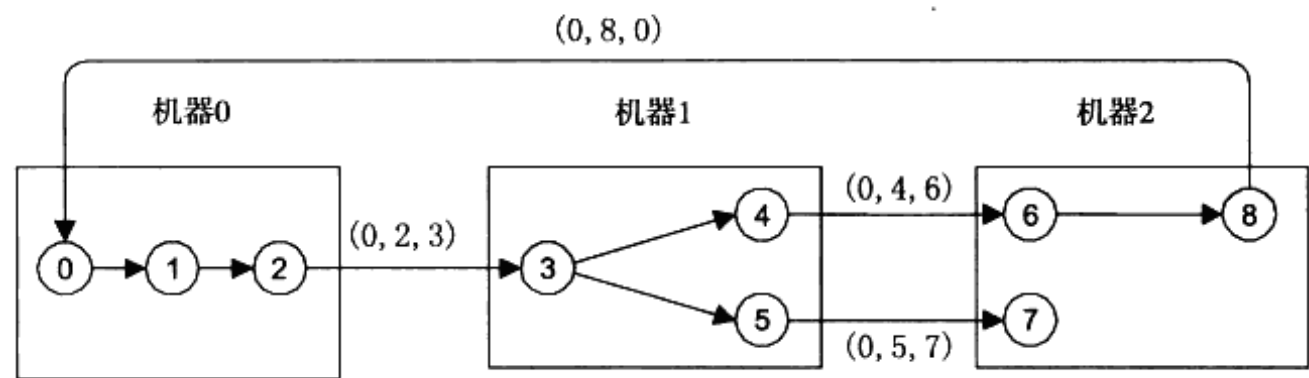 (0, 8, 0)
机器0
机器1
机器2
(0, 2, 3)
(0, 4, 6)
(0, 5, 7)
0
1
2
3
4
5
6
7
8